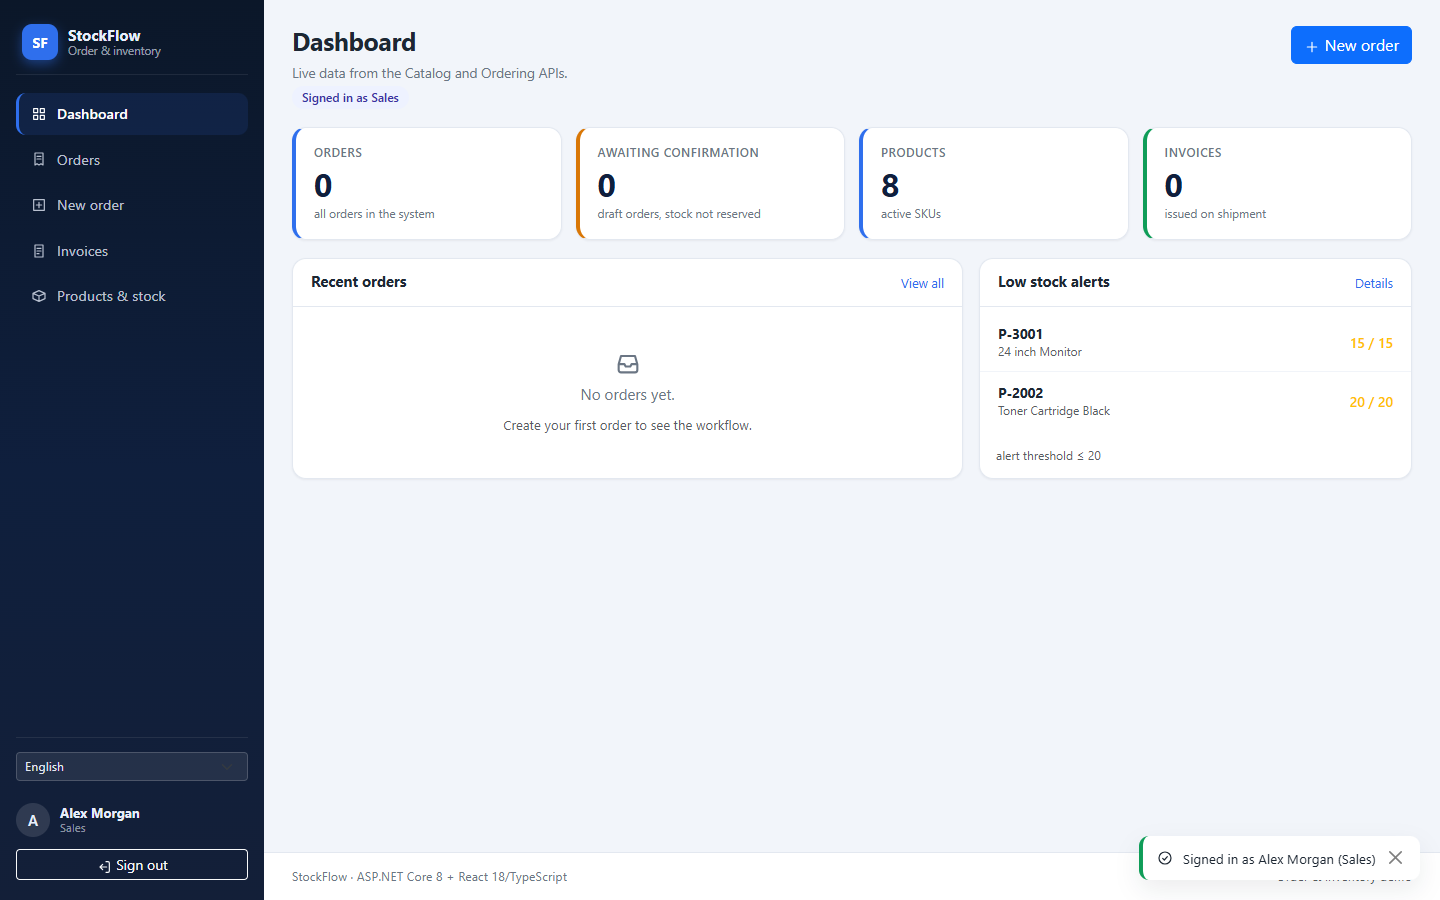 SF
StockFlow
Order & inventory
Dashboard
Orders
New order
Invoices
Products & stock
English
A
Alex Morgan
Sales
Sign out
Dashboard
Live data from the Catalog and Ordering APIs.
Signed in as Sales
+ New order
ORDERS
0
all orders in the system
AWAITING CONFIRMATION
0
draft orders, stock not reserved
PRODUCTS
8
active SKUs
INVOICES
0
issued on shipment
Recent orders
View all
No orders yet.
Create your first order to see the workflow.
Low stock alerts
Details
P-3001
24 inch Monitor
15 / 15
P-2002
Toner Cartridge Black
20 / 20
alert threshold ≤ 20
StockFlow · ASP.NET Core 8 + React 18/TypeScript
Signed in as Alex Morgan (Sales)